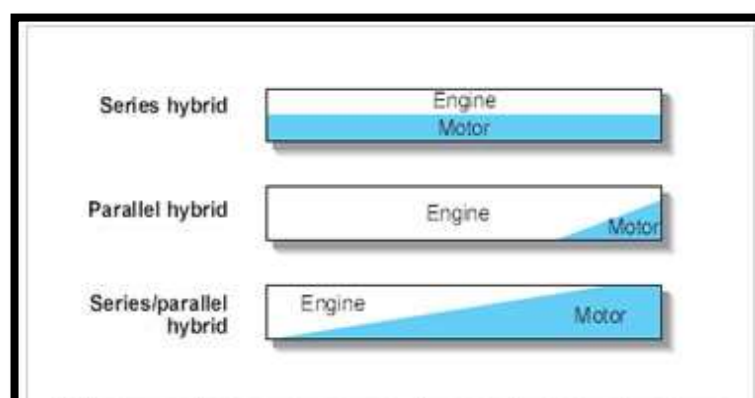 Series hybrid
Engine
Motor
Parallel hybrid
Engine
Motor
Series/parallel
hybrid
Engine
Motor